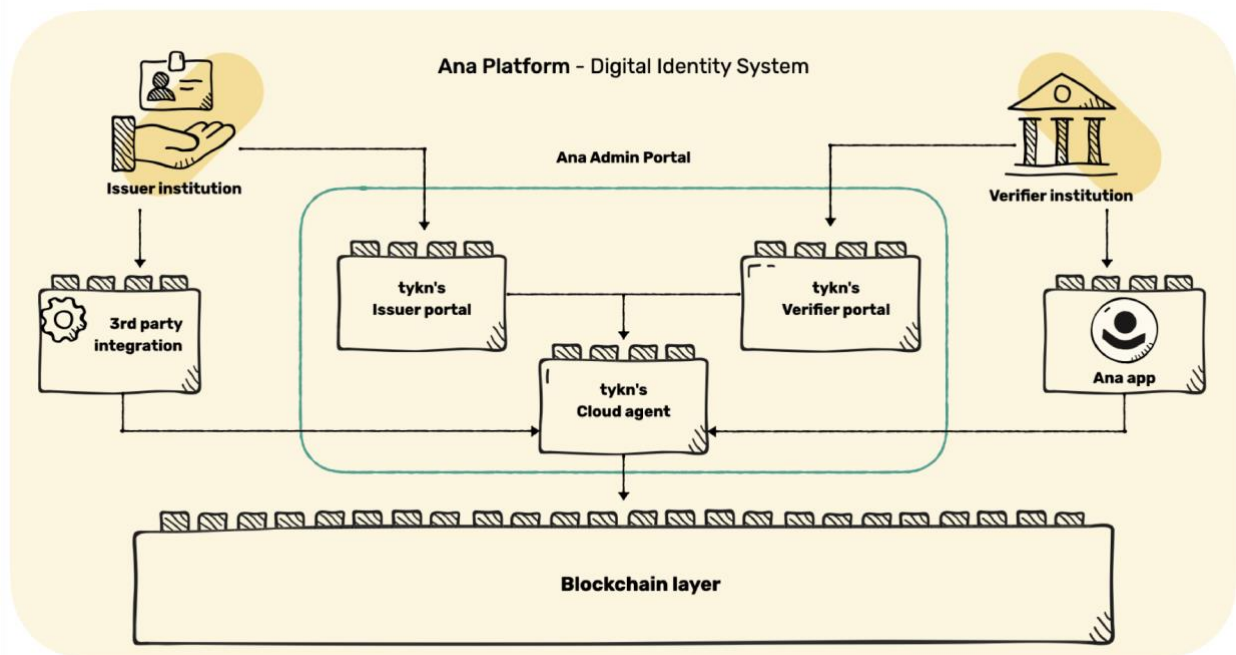 Ana Platform - Digital Identity System
Ana Admin Portal
Issuer institution
Verifier institution
tykn's
Issuer portal
tykn's
Verifier portal
3rd party
integration
Ana app
tykn's
Cloud agent
Blockchain layer